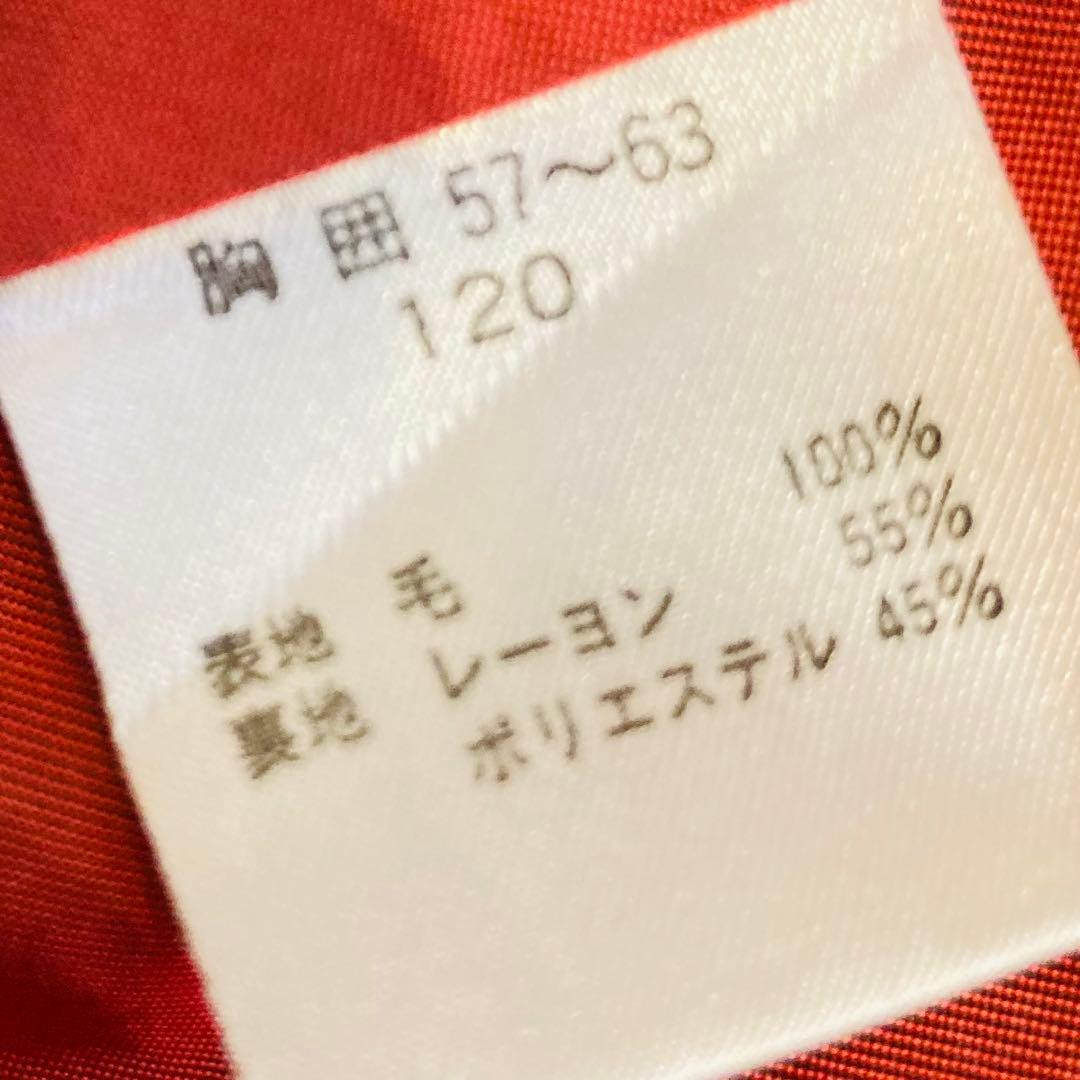 胸 囲 57～63
120
表地 毛 100%
裏地 レーヨン 55%
ポリエステル 45%